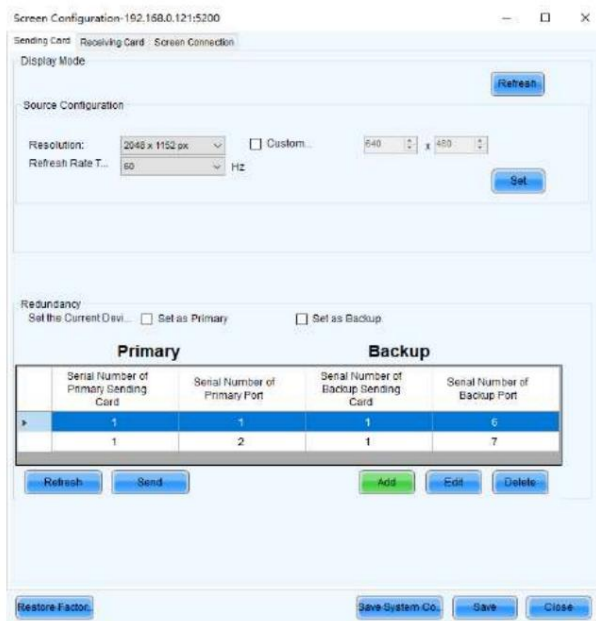 Screen Configuration-192.168.0.121:5200
Sending Card Receiving Card Screen Connection
Display Mode
Refresh
Source Configuration
Resolution: 2048 x 1152 px Custom... 640 x 480
Refresh Rate T... 60 Hz
Set
Redundancy
Set the Current Devi... Set as Primary Set as Backup
Primary Backup
Serial Number of Primary Sending Card Serial Number of Primary Port Serial Number of Backup Sending Card Serial Number of Backup Port
1 1 1 6
1 2 1 7
Refresh Send Add Edit Delete
Restore Factor.. Save System Co.. Save Close